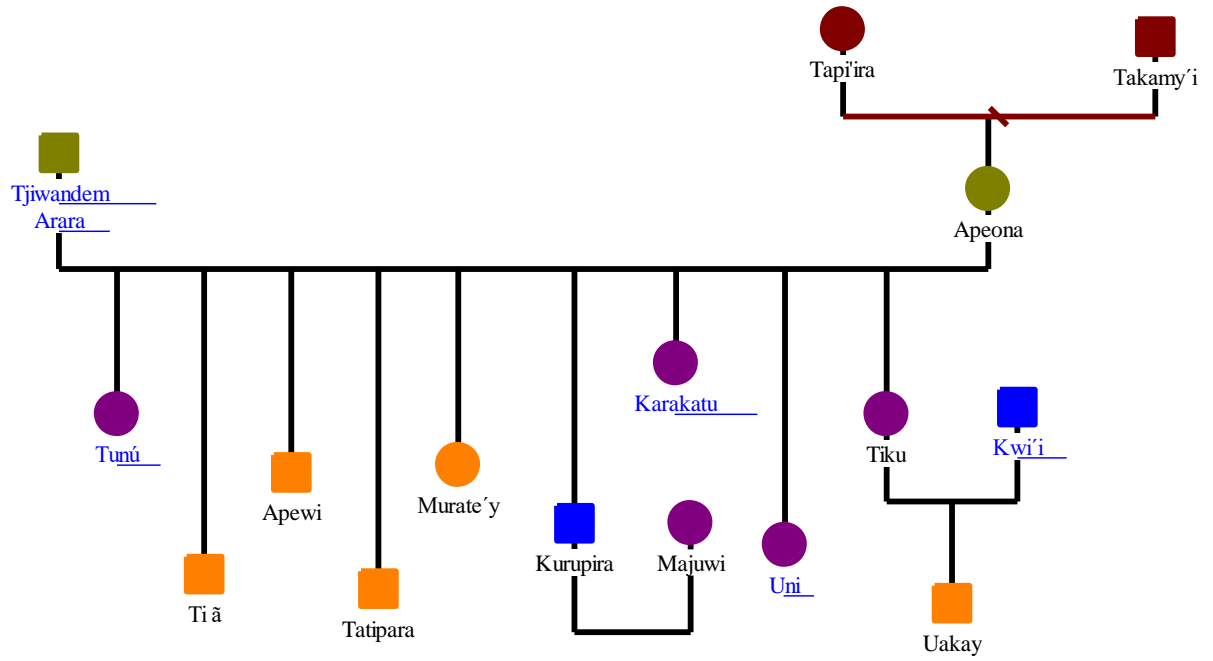 Tapi'ira
Takamy´i
Tjiwandem
Arara
Apeona
Karakatu
Tunú
Tiku
Kwi´i
Apewi
Murate´y
Kurupira
Majuwi
Uni
Ti ã
Tatipara
Uakay